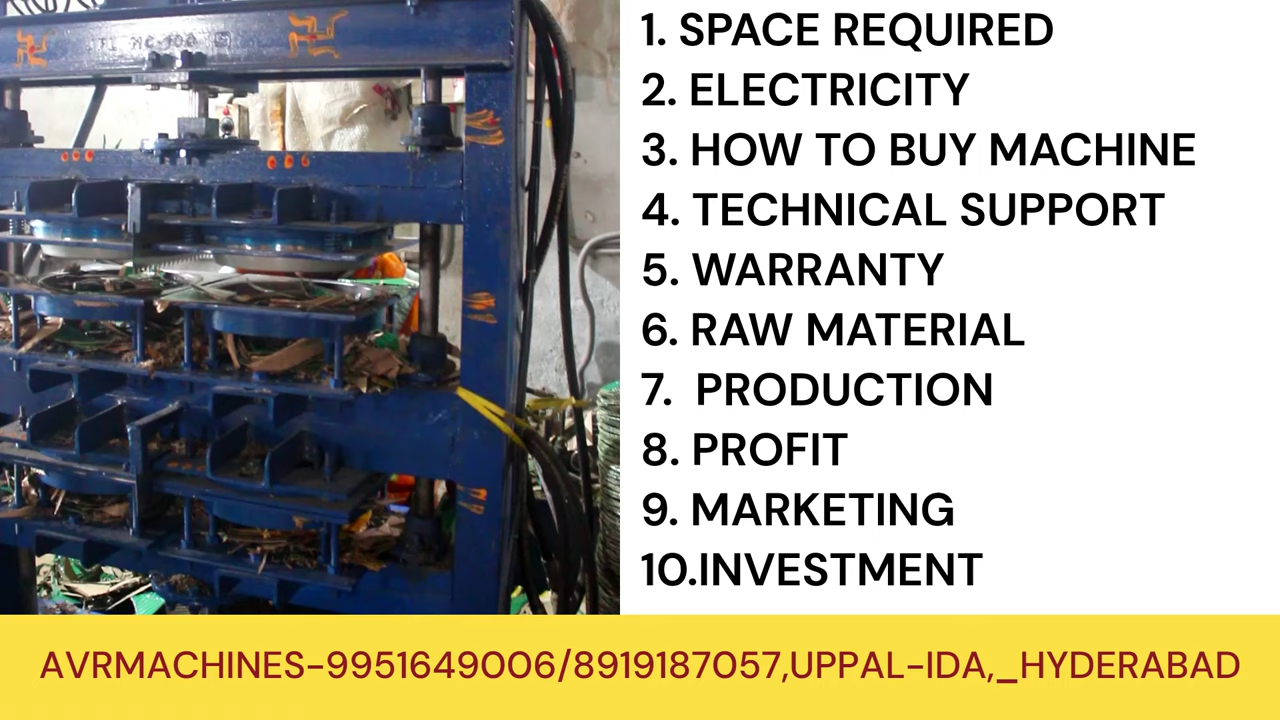 1. SPACE REQUIRED
2. ELECTRICITY
3. HOW TO BUY MACHINE
4. TECHNICAL SUPPORT
5. WARRANTY
6. RAW MATERIAL
7. PRODUCTION
8. PROFIT
9. MARKETING
10.INVESTMENT
AVRMACHINES-9951649006/8919187057,UPPAL-IDA,_HYDERABAD